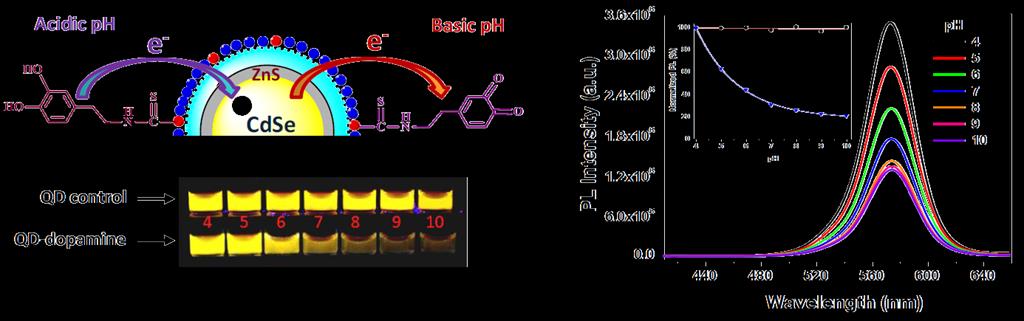 Acidic pH
Basic pH
e-
e-
ZnS
CdSe
HO
HO
N
H
C
S
S
C
N
H
O
O
QD control
QD-dopamine
4 5 6 7 8 9 10
PL Intensity (a.u.)
3.6x10⁶
3.0x10⁶
2.4x10⁶
1.8x10⁶
1.2x10⁶
0.0
440 480 520 560 600 640
Wavelength (nm)
pH
4
5
6
7
8
9
10
pH